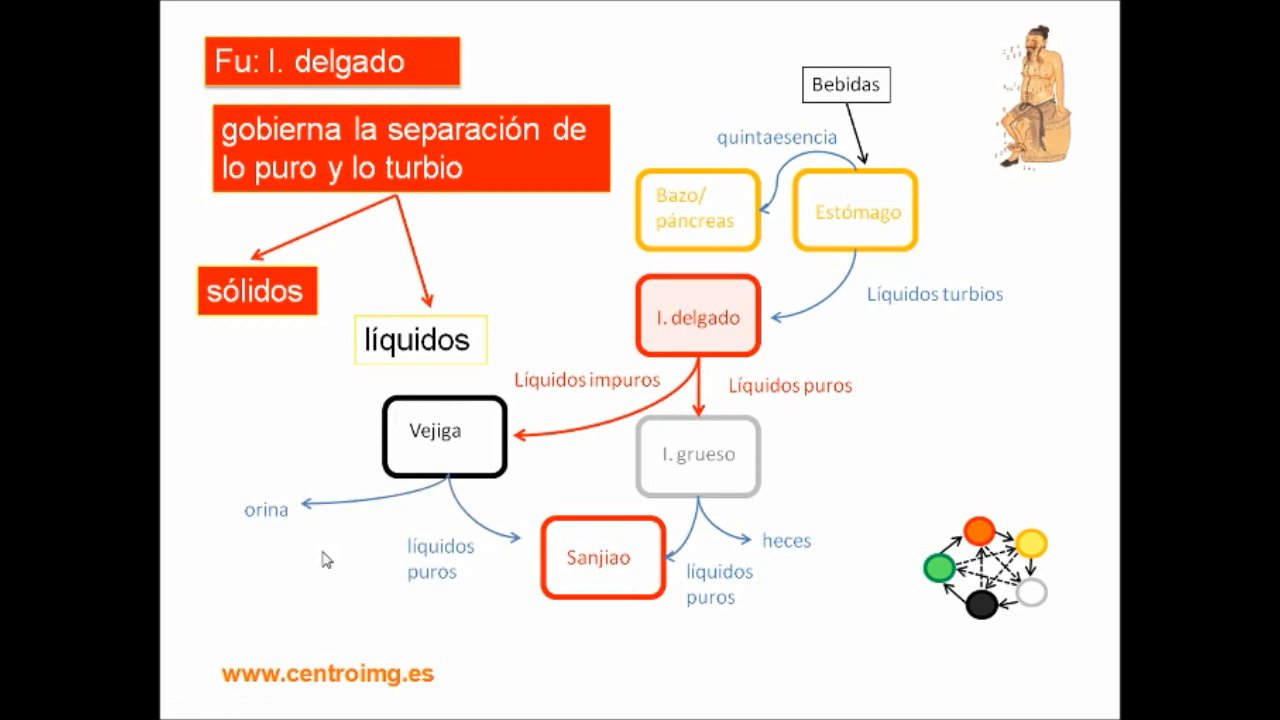 Fu: I. delgado
gobierna la separación de
lo puro y lo turbio
sólidos
líquidos
Bebidas
quintaesencia
Bazo/
páncreas
Estómago
Líquidos turbios
I. delgado
Líquidos impuros
Líquidos puros
Vejiga
I. grueso
orina
líquidos
puros
Sanjiao
heces
líquidos
puros
www.centroimg.es